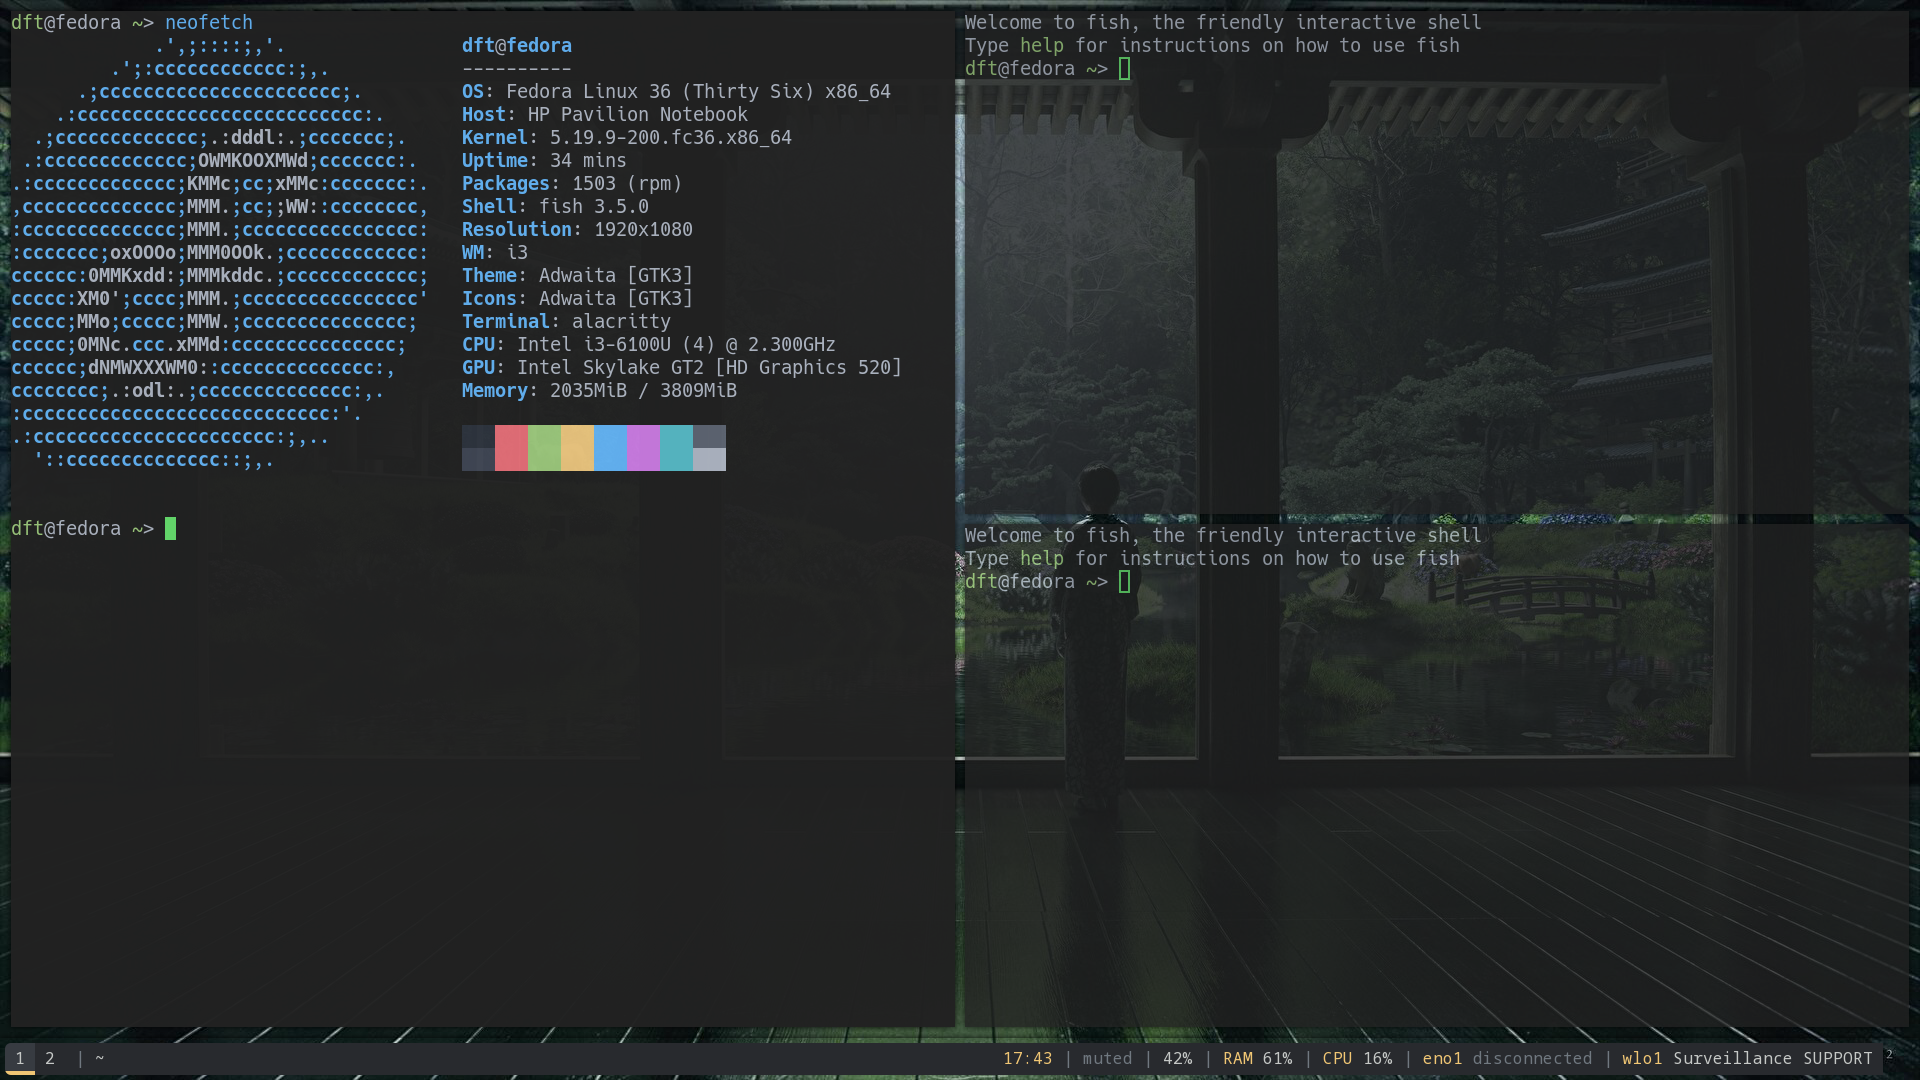 dft@fedora ~> neofetch
             .',;::::;,'.
         .';:cccccccccccc:;,.
      .;cccccccccccccccccccccc;.
    .:cccccccccccccccccccccccccc:.
  .;ccccccccccccc;.:dddl:.;ccccccc;.
 .:ccccccccccccc;OWMKOOXMWd;ccccccc:.
.:ccccccccccccc;KMMc;cc;xMMc:ccccccc:.
,cccccccccccccc;MMM.;cc;;WW::cccccccc,
:cccccccccccccc;MMM.;cccccccccccccccc:
:ccccccc;oxOOOo;MMM0OOk.;cccccccccccc:
cccccc:0MMKxdd:;MMMkddc.;cccccccccccc;
ccccc:XM0';cccc;MMM.;cccccccccccccccc'
ccccc;MMo;ccccc;MMW.;ccccccccccccccc;
ccccc;0MNc.ccc.xMMd:ccccccccccccccc;
cccccc;dNMWXXXWM0::cccccccccccccc:,
cccccccc;.:odl:.;cccccccccccccc:,.
:cccccccccccccccccccccccccccc:'.
.:cccccccccccccccccccccc:;,..
  '::cccccccccccccc::;,.
dft@fedora
----------
OS: Fedora Linux 36 (Thirty Six) x86_64
Host: HP Pavilion Notebook
Kernel: 5.19.9-200.fc36.x86_64
Uptime: 34 mins
Packages: 1503 (rpm)
Shell: fish 3.5.0
Resolution: 1920x1080
WM: i3
Theme: Adwaita [GTK3]
Icons: Adwaita [GTK3]
Terminal: alacritty
CPU: Intel i3-6100U (4) @ 2.300GHz
GPU: Intel Skylake GT2 [HD Graphics 520]
Memory: 2035MiB / 3809MiB
dft@fedora ~>
Welcome to fish, the friendly interactive shell
Type help for instructions on how to use fish
dft@fedora ~>
Welcome to fish, the friendly interactive shell
Type help for instructions on how to use fish
dft@fedora ~>
1 2 | ~ 17:43 | muted | 42% | RAM 61% | CPU 16% | eno1 disconnected | wlo1 Surveillance SUPPORT 2